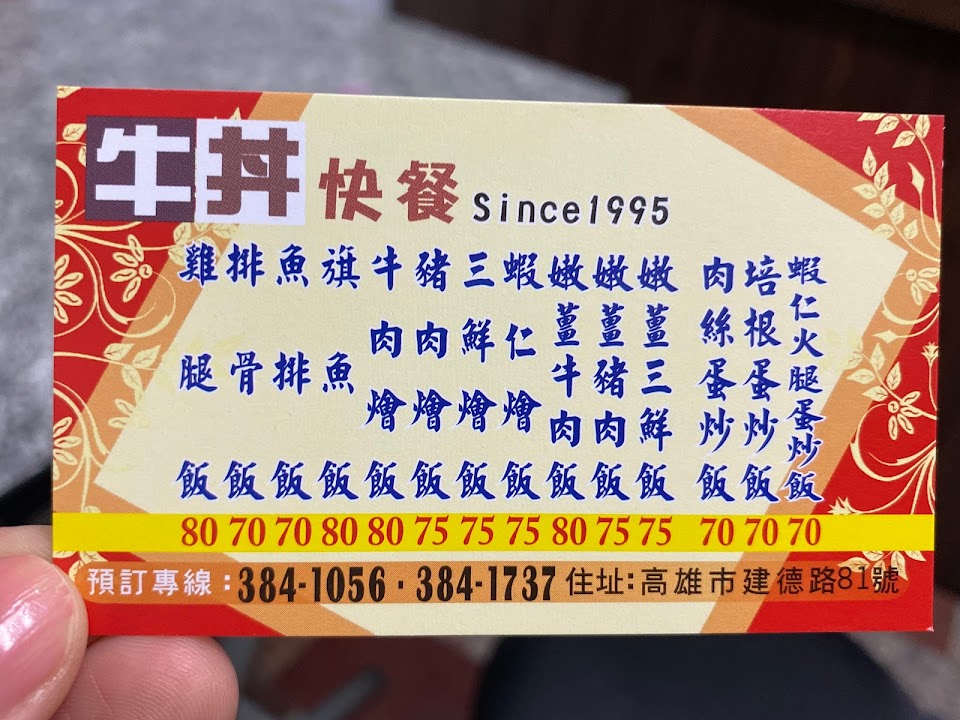 牛丼 快餐 Since1995
雞腿飯
排骨飯
魚排飯
旗魚飯
牛肉燴飯
豬肉燴飯
三鮮燴飯
蝦仁燴飯
嫩薑牛肉飯
嫩薑豬肉飯
嫩薑三鮮飯
肉絲蛋炒飯
培根蛋炒飯
蝦仁火腿蛋炒飯
80 70 70 80 80 75 75 75 80 75 75 70 70 70
預訂專線：384-1056・384-1737 住址：高雄市建德路81號